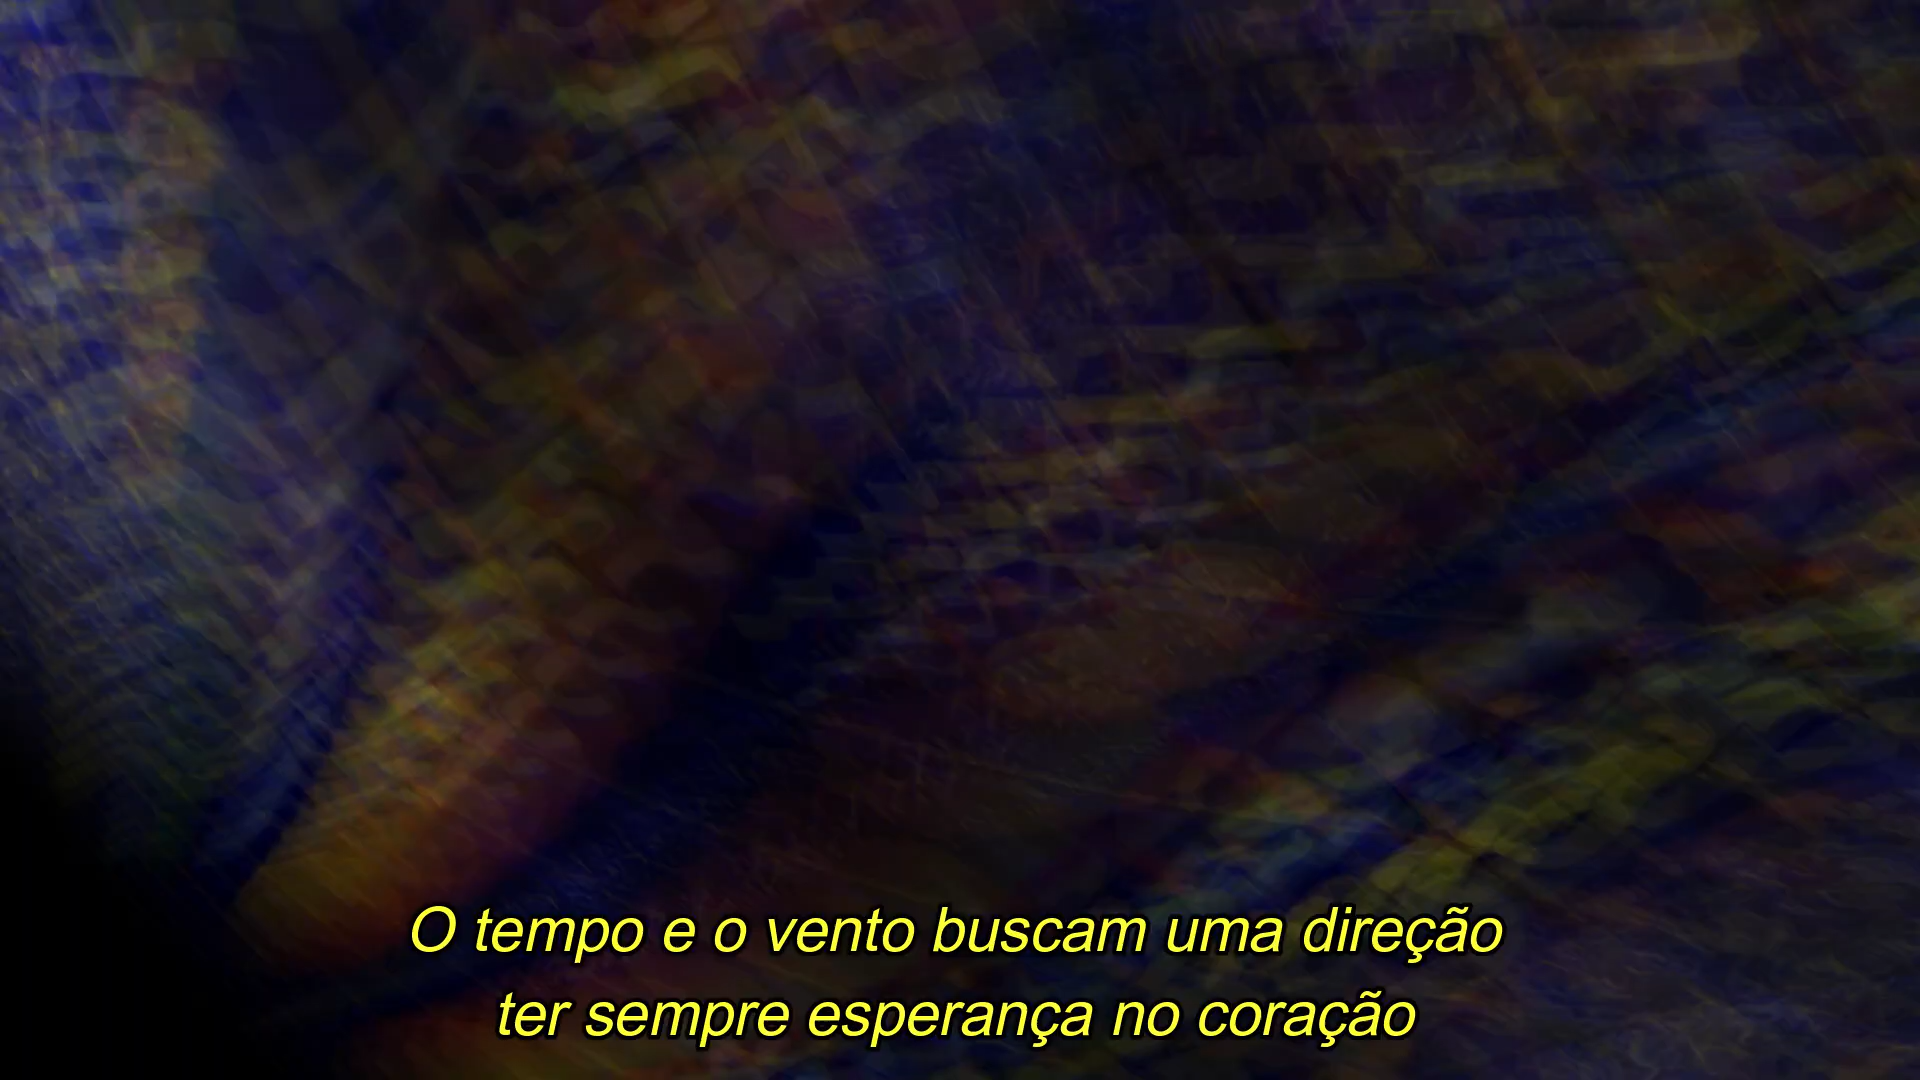 O tempo e o vento buscam uma direção
ter sempre esperança no coração